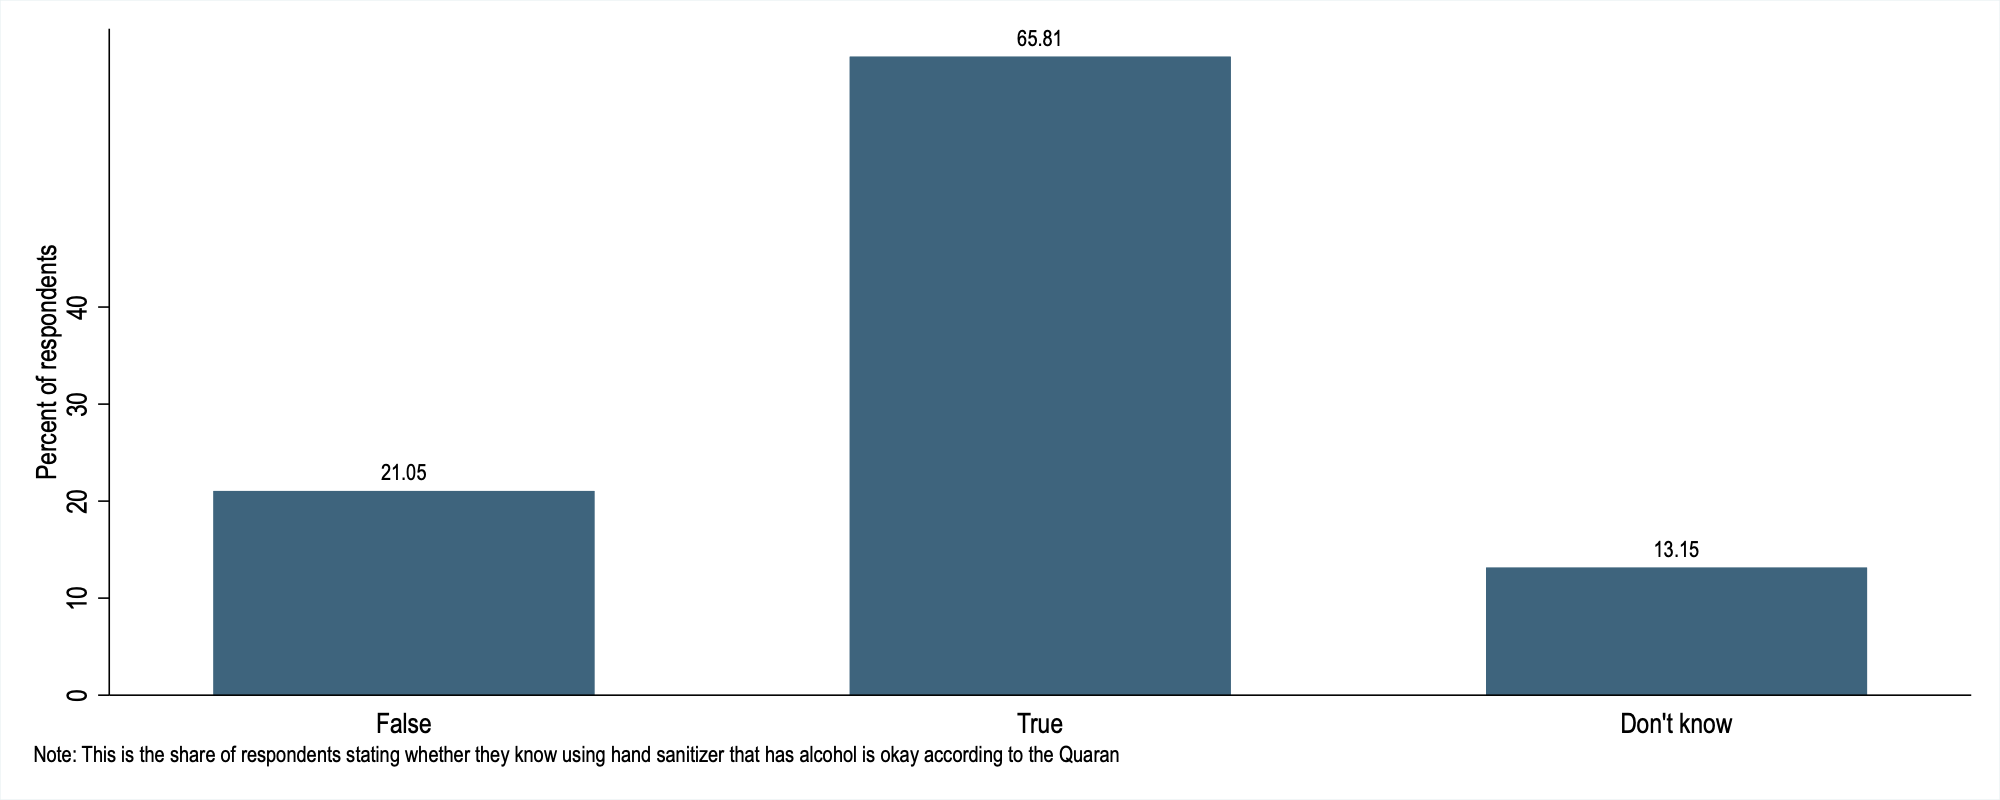 65.81
Percent of respondents
40
30
20
10
0
21.05
13.15
False
True
Don't know
Note: This is the share of respondents stating whether they know using hand sanitizer that has alcohol is okay according to the Quaran